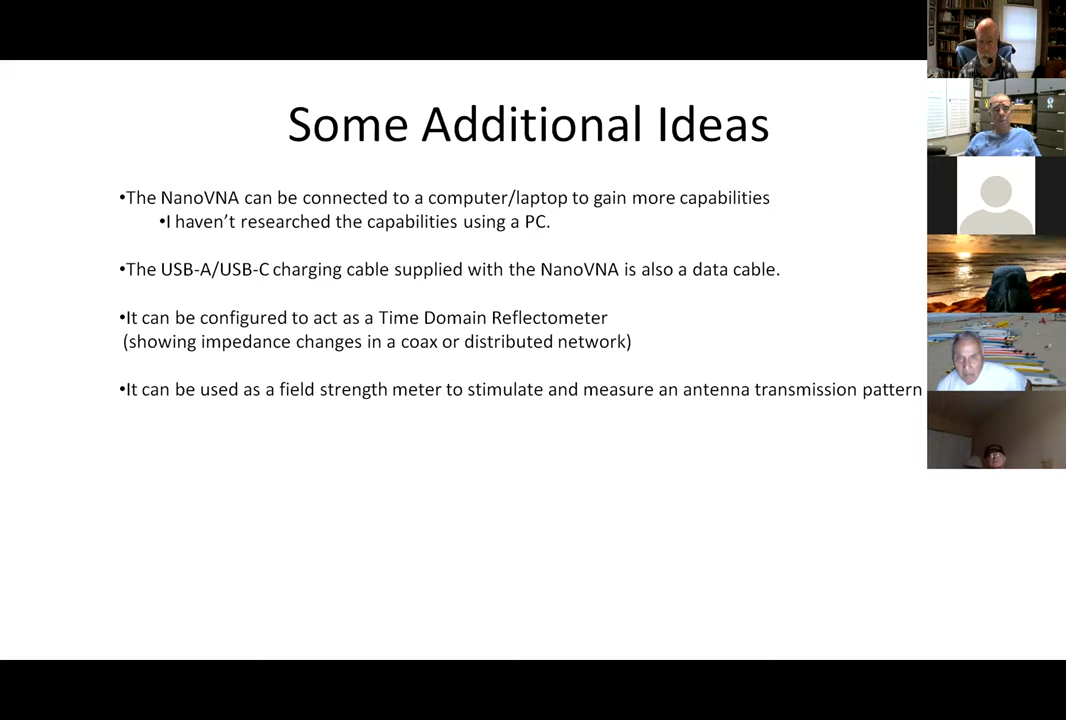 Some Additional Ideas
•The NanoVNA can be connected to a computer/laptop to gain more capabilities
•I haven’t researched the capabilities using a PC.
•The USB-A/USB-C charging cable supplied with the NanoVNA is also a data cable.
•It can be configured to act as a Time Domain Reflectometer
(showing impedance changes in a coax or distributed network)
•It can be used as a field strength meter to stimulate and measure an antenna transmission pattern